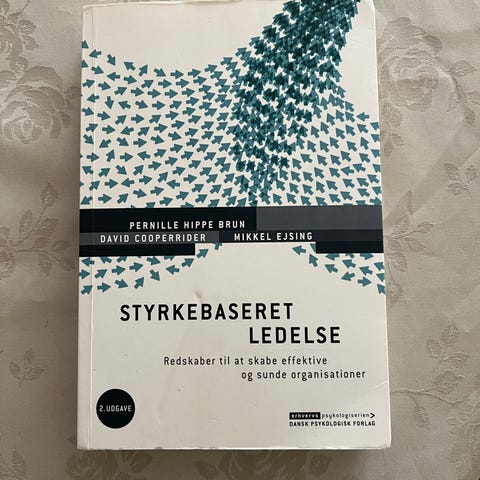 PERNILLE HIPPE BRUN
DAVID COOPERRIDER MIKKEL EJSING
STYRKEBASERET
LEDELSE
Redskaber til at skabe effektive
og sunde organisationer
2. UDGAVE
erhvervspsykologiserien>
DANSK PSYKOLOGISK FORLAG